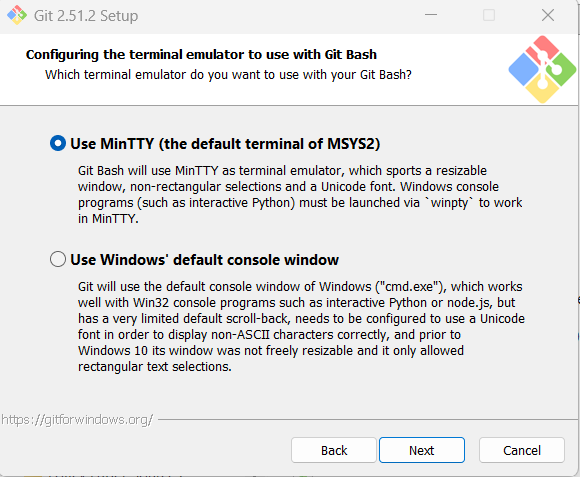 Git 2.51.2 Setup
Configuring the terminal emulator to use with Git Bash
Which terminal emulator do you want to use with your Git Bash?
Use MinTTY (the default terminal of MSYS2)
Git Bash will use MinTTY as terminal emulator, which sports a resizable
window, non-rectangular selections and a Unicode font. Windows console
programs (such as interactive Python) must be launched via `winpty` to work
in MinTTY.
Use Windows' default console window
Git will use the default console window of Windows ("cmd.exe"), which works
well with Win32 console programs such as interactive Python or node.js, but
has a very limited default scroll-back, needs to be configured to use a Unicode
font in order to display non-ASCII characters correctly, and prior to
Windows 10 its window was not freely resizable and it only allowed
rectangular text selections.
https://gitforwindows.org/
Back
Next
Cancel